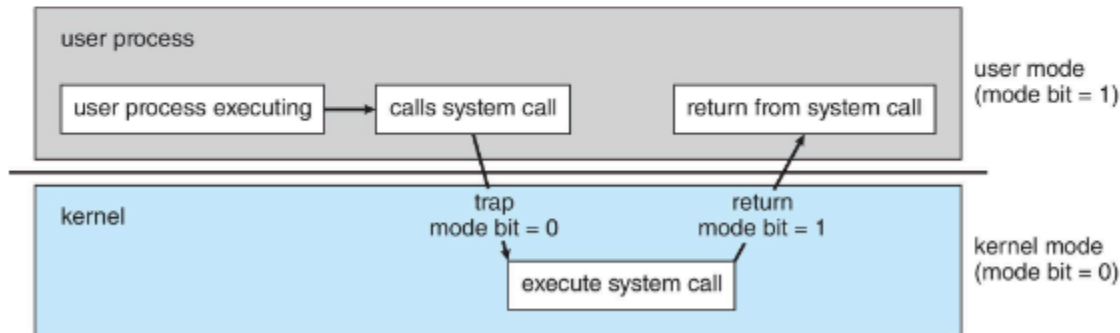 user process
user process executing
calls system call
return from system call
user mode
(mode bit = 1)
kernel
trap
mode bit = 0
return
mode bit = 1
execute system call
kernel mode
(mode bit = 0)